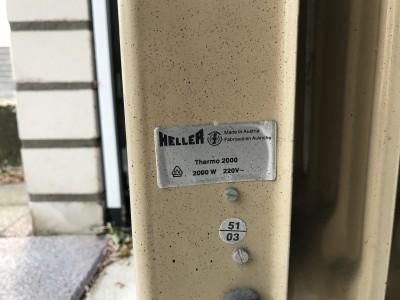 HELLER
Made in Austria
Fabriqué en Autriche
Thermo 2000
2000 W 220V~
51
03